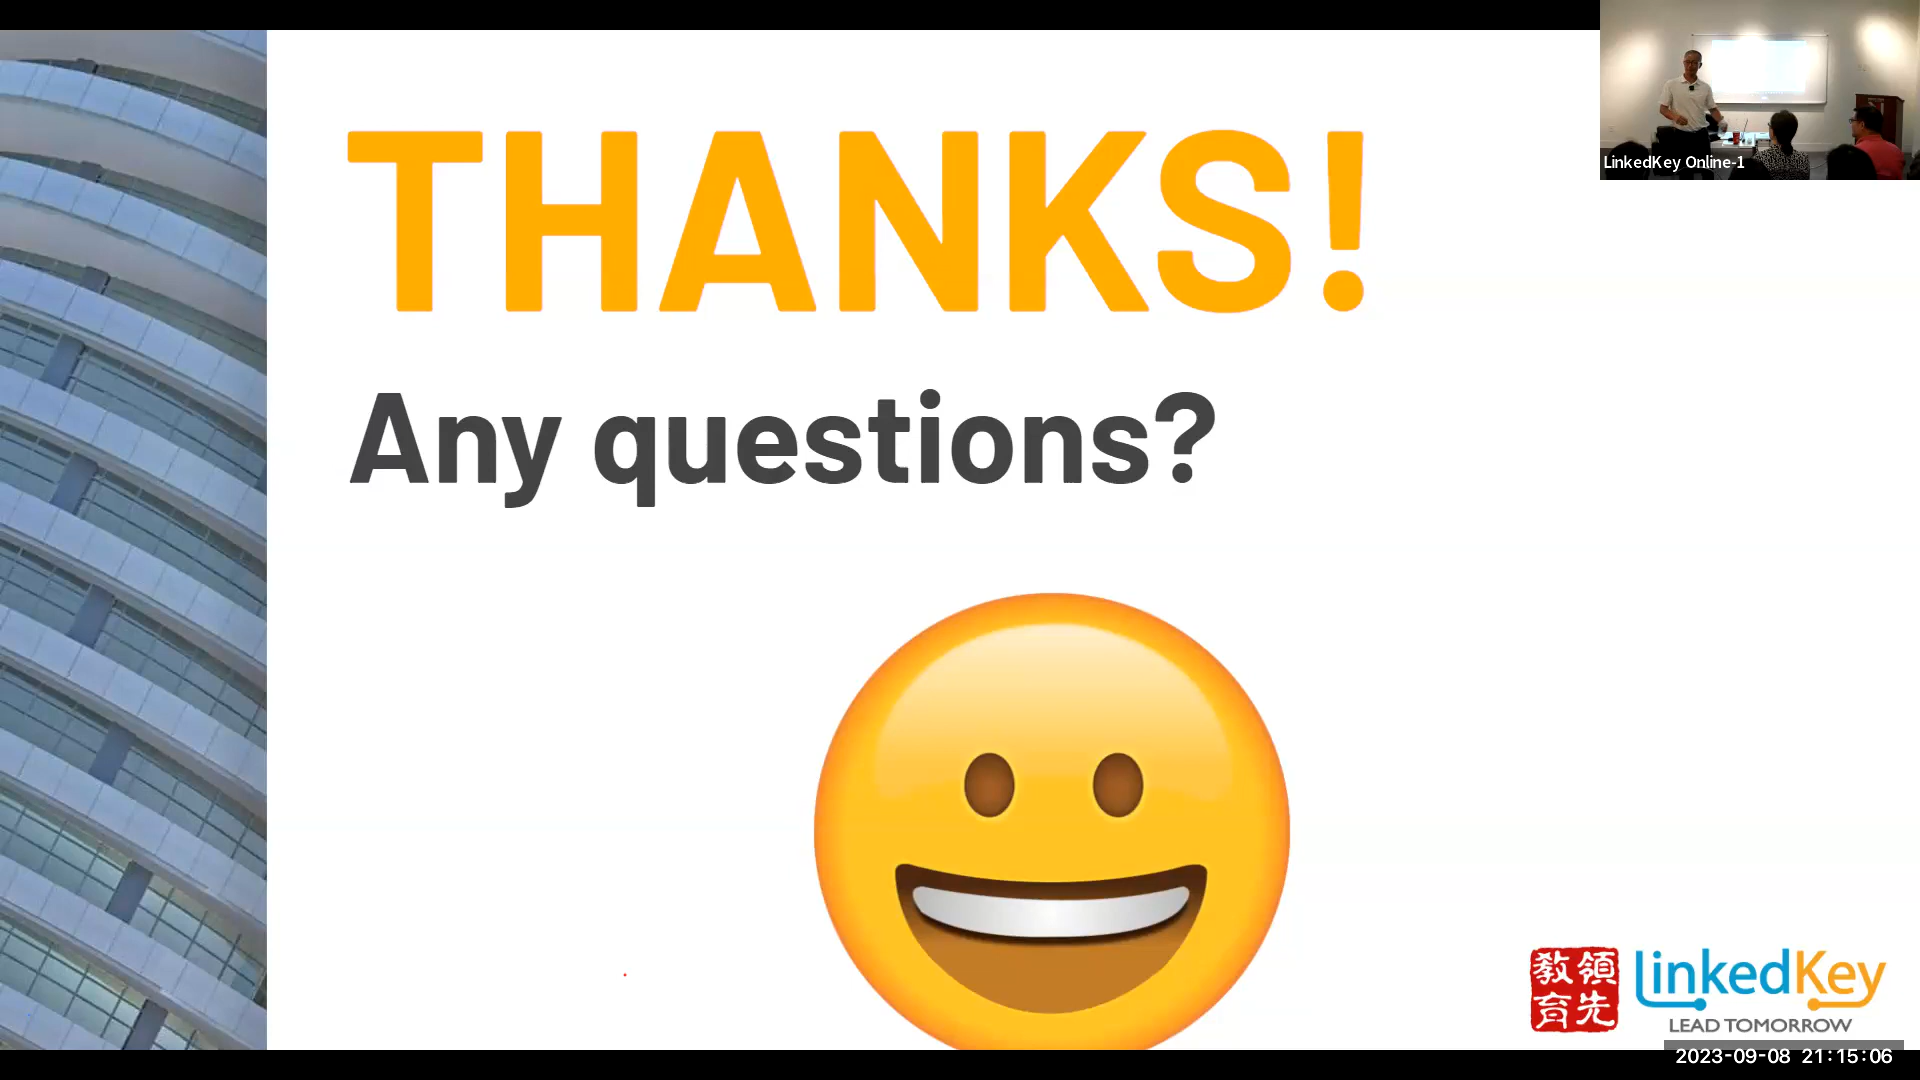 THANKS!
Any questions?
LinkedKey Online-1
教領
育先
LinkedKey
LEAD TOMORROW
2023-09-08 21:15:06